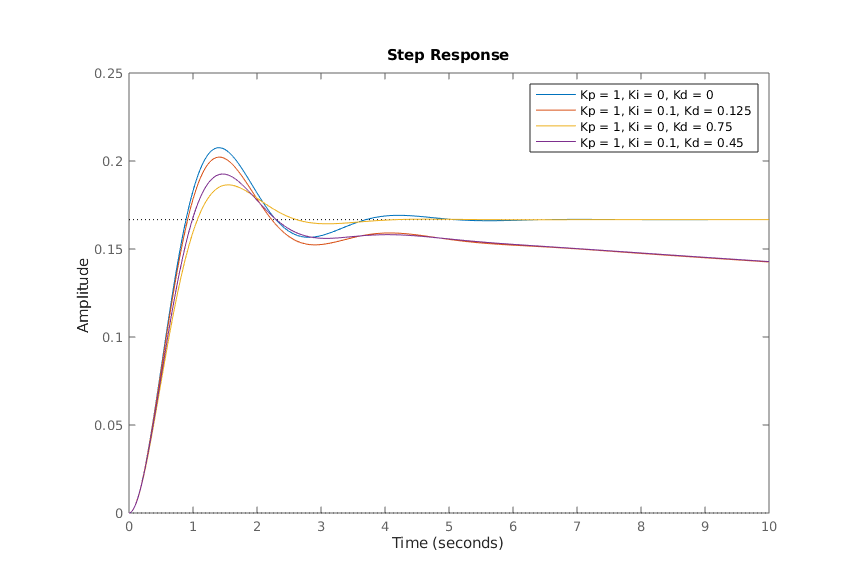 Step Response
0.25
0.2
0.15
0.1
0.05
0
Amplitude
Kp = 1, Ki = 0, Kd = 0
Kp = 1, Ki = 0.1, Kd = 0.125
Kp = 1, Ki = 0, Kd = 0.75
Kp = 1, Ki = 0.1, Kd = 0.45
0 1 2 3 4 5 6 7 8 9 10
Time (seconds)